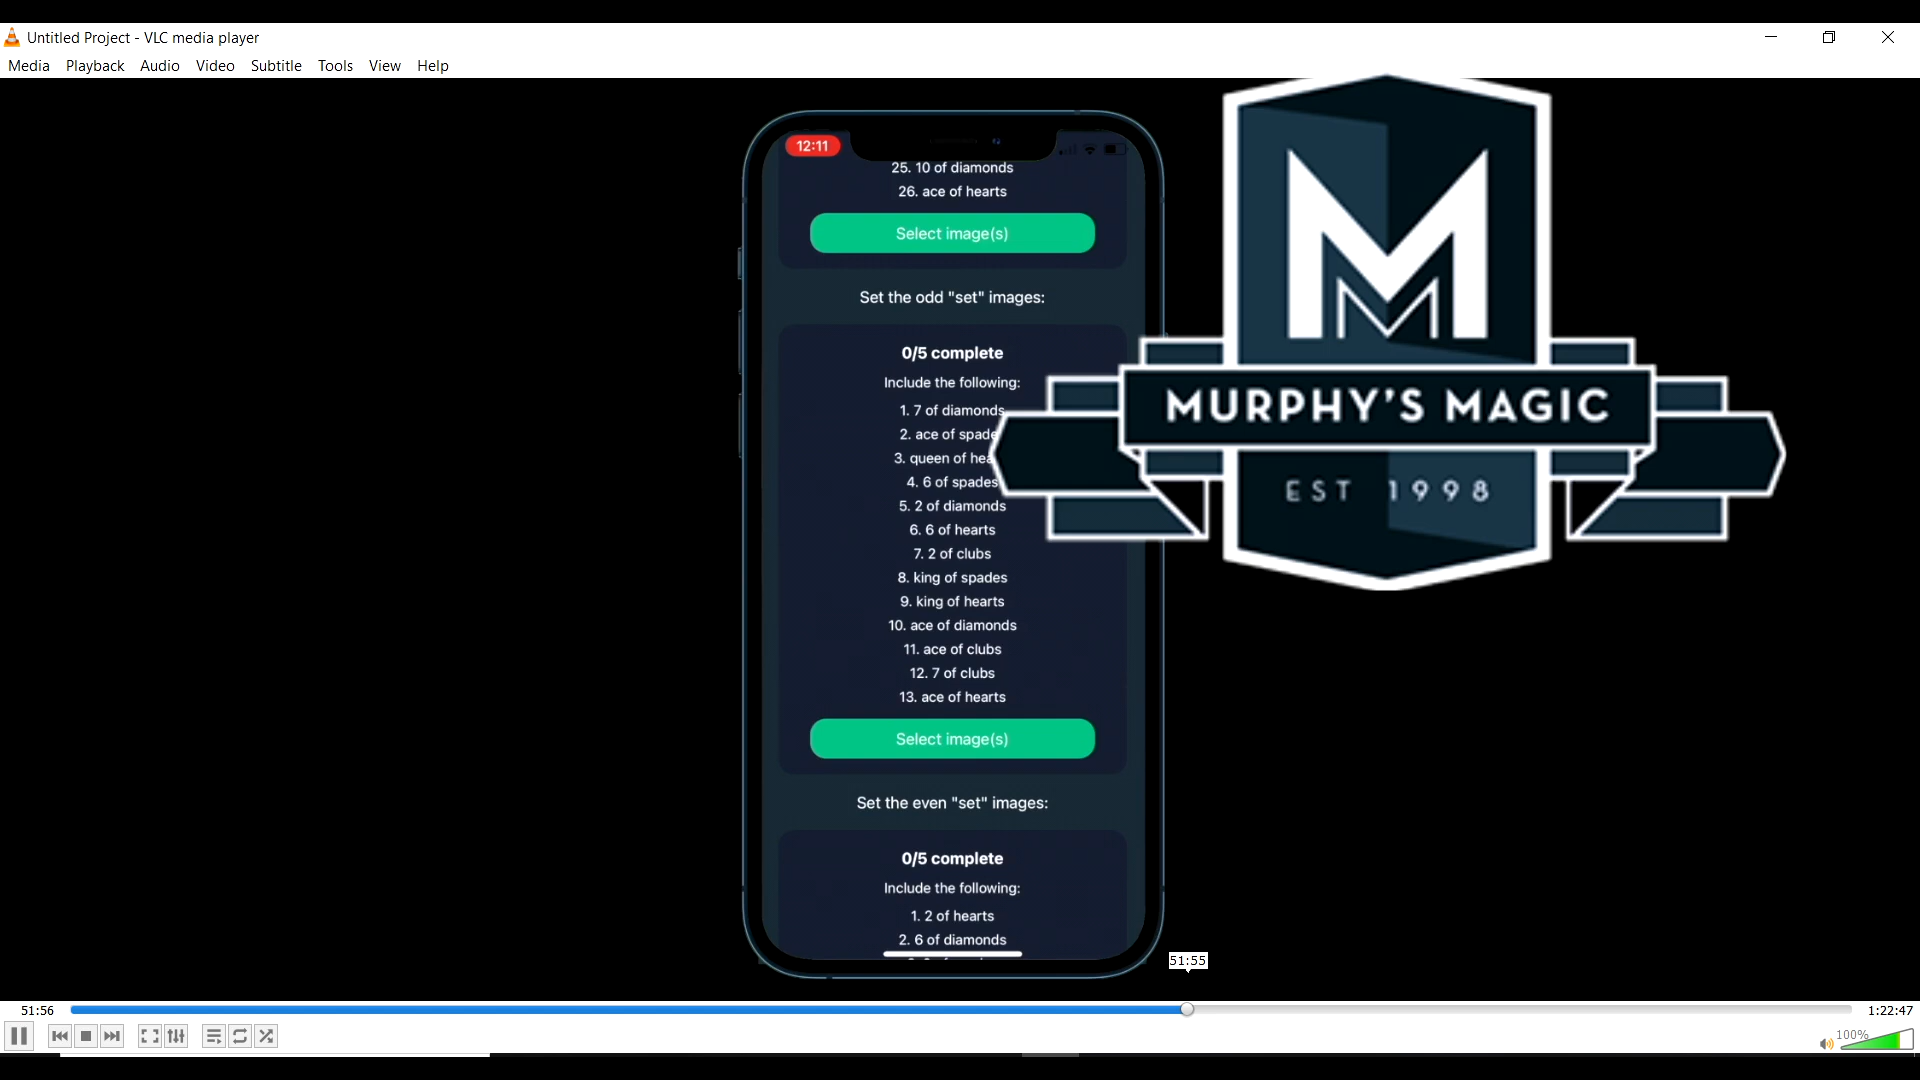 Untitled Project - VLC media player
Media Playback Audio Video Subtitle Tools View Help
12:11
25. 10 of diamonds
26. ace of hearts
Select image(s)
Set the odd "set" images:
0/5 complete
Include the following:
1. 7 of diamonds
2. ace of spade
3. queen of hea
4. 6 of spades
5. 2 of diamonds
6. 6 of hearts
7. 2 of clubs
8. king of spades
9. king of hearts
10. ace of diamonds
11. ace of clubs
12. 7 of clubs
13. ace of hearts
Select image(s)
Set the even "set" images:
0/5 complete
Include the following:
1. 2 of hearts
2. 6 of diamonds
M
M
MURPHY'S MAGIC
EST 1998
51:55
51:56
1:22:47
100%